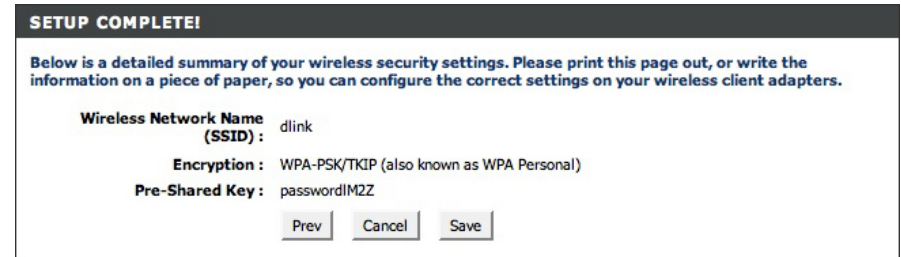 SETUP COMPLETE!
Below is a detailed summary of your wireless security settings. Please print this page out, or write the
information on a piece of paper, so you can configure the correct settings on your wireless client adapters.
Wireless Network Name
(SSID) : dlink
Encryption : WPA-PSK/TKIP (also known as WPA Personal)
Pre-Shared Key : passwordlM2Z
Prev Cancel Save